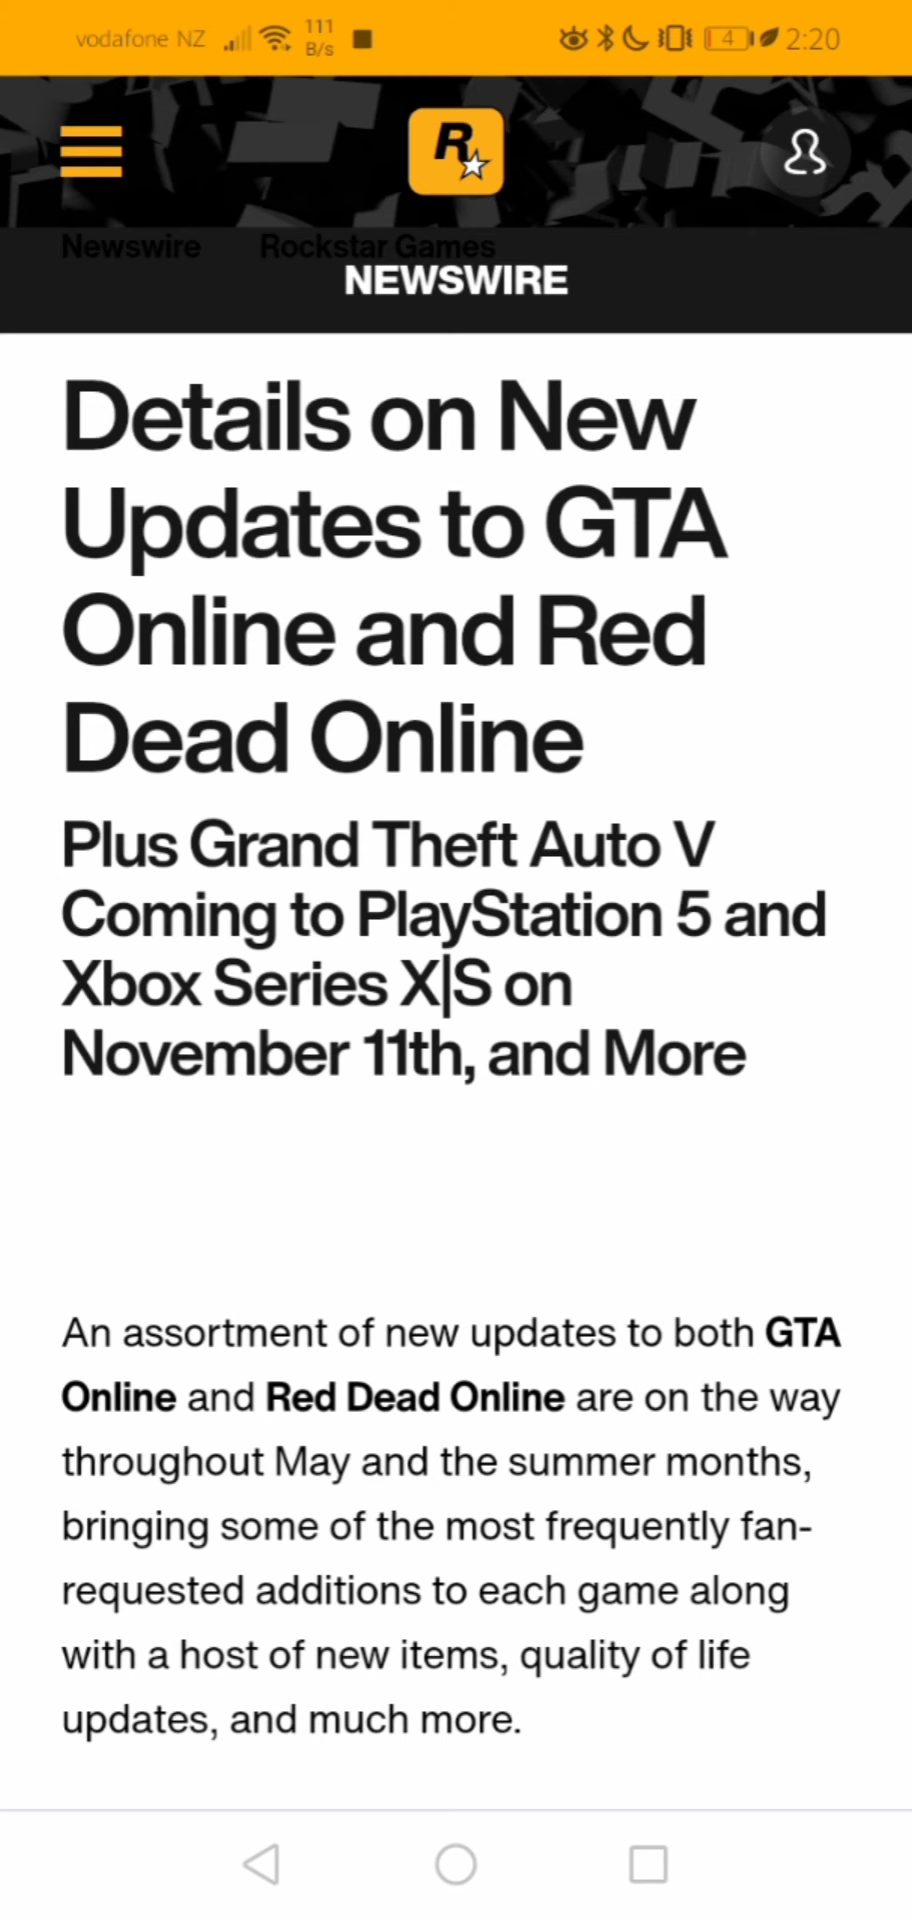 vodafone NZ 111 B/s 4 2:20
R
Newswire Rockstar Games
NEWSWIRE
Details on New
Updates to GTA
Online and Red
Dead Online
Plus Grand Theft Auto V
Coming to PlayStation 5 and
Xbox Series X|S on
November 11th, and More
An assortment of new updates to both GTA
Online and Red Dead Online are on the way
throughout May and the summer months,
bringing some of the most frequently fan-
requested additions to each game along
with a host of new items, quality of life
updates, and much more.